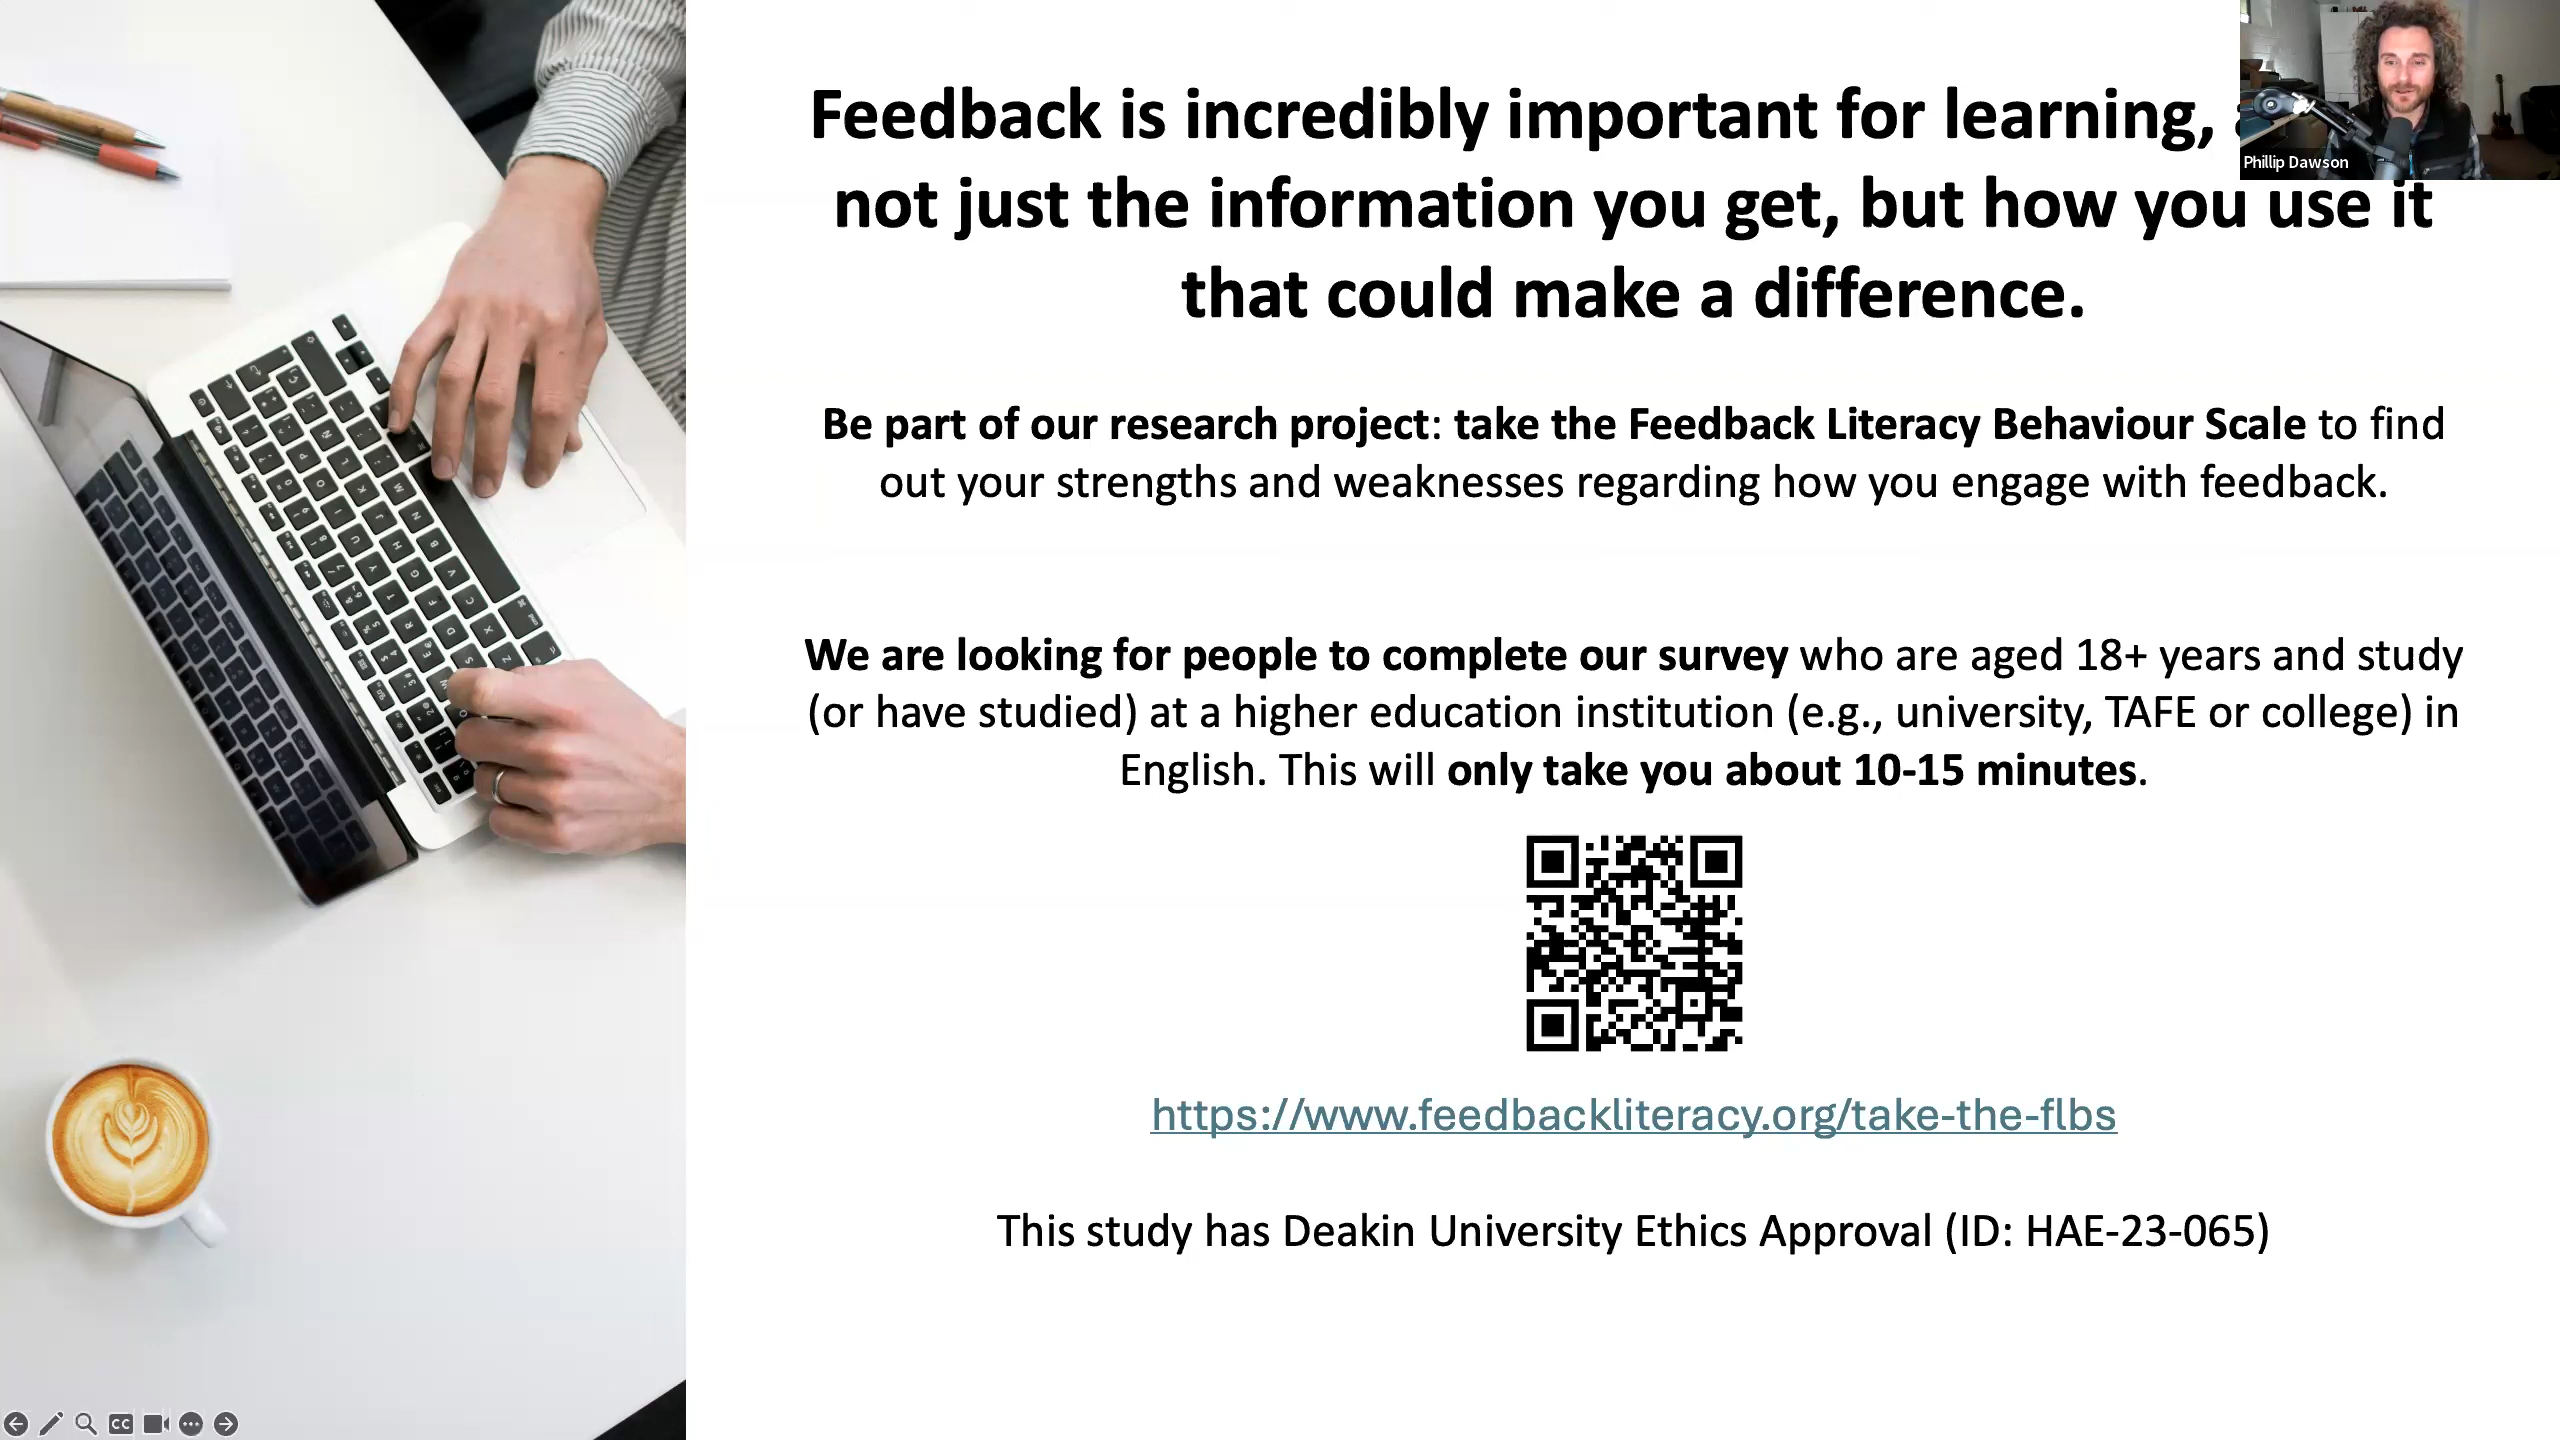 Feedback is incredibly important for learning,
Phillip Dawson
not just the information you get, but how you use it
that could make a difference.
Be part of our research project: take the Feedback Literacy Behaviour Scale to find
out your strengths and weaknesses regarding how you engage with feedback.
We are looking for people to complete our survey who are aged 18+ years and study
(or have studied) at a higher education institution (e.g., university, TAFE or college) in
English. This will only take you about 10-15 minutes.
https://www.feedbackliteracy.org/take-the-flbs
This study has Deakin University Ethics Approval (ID: HAE-23-065)
CC